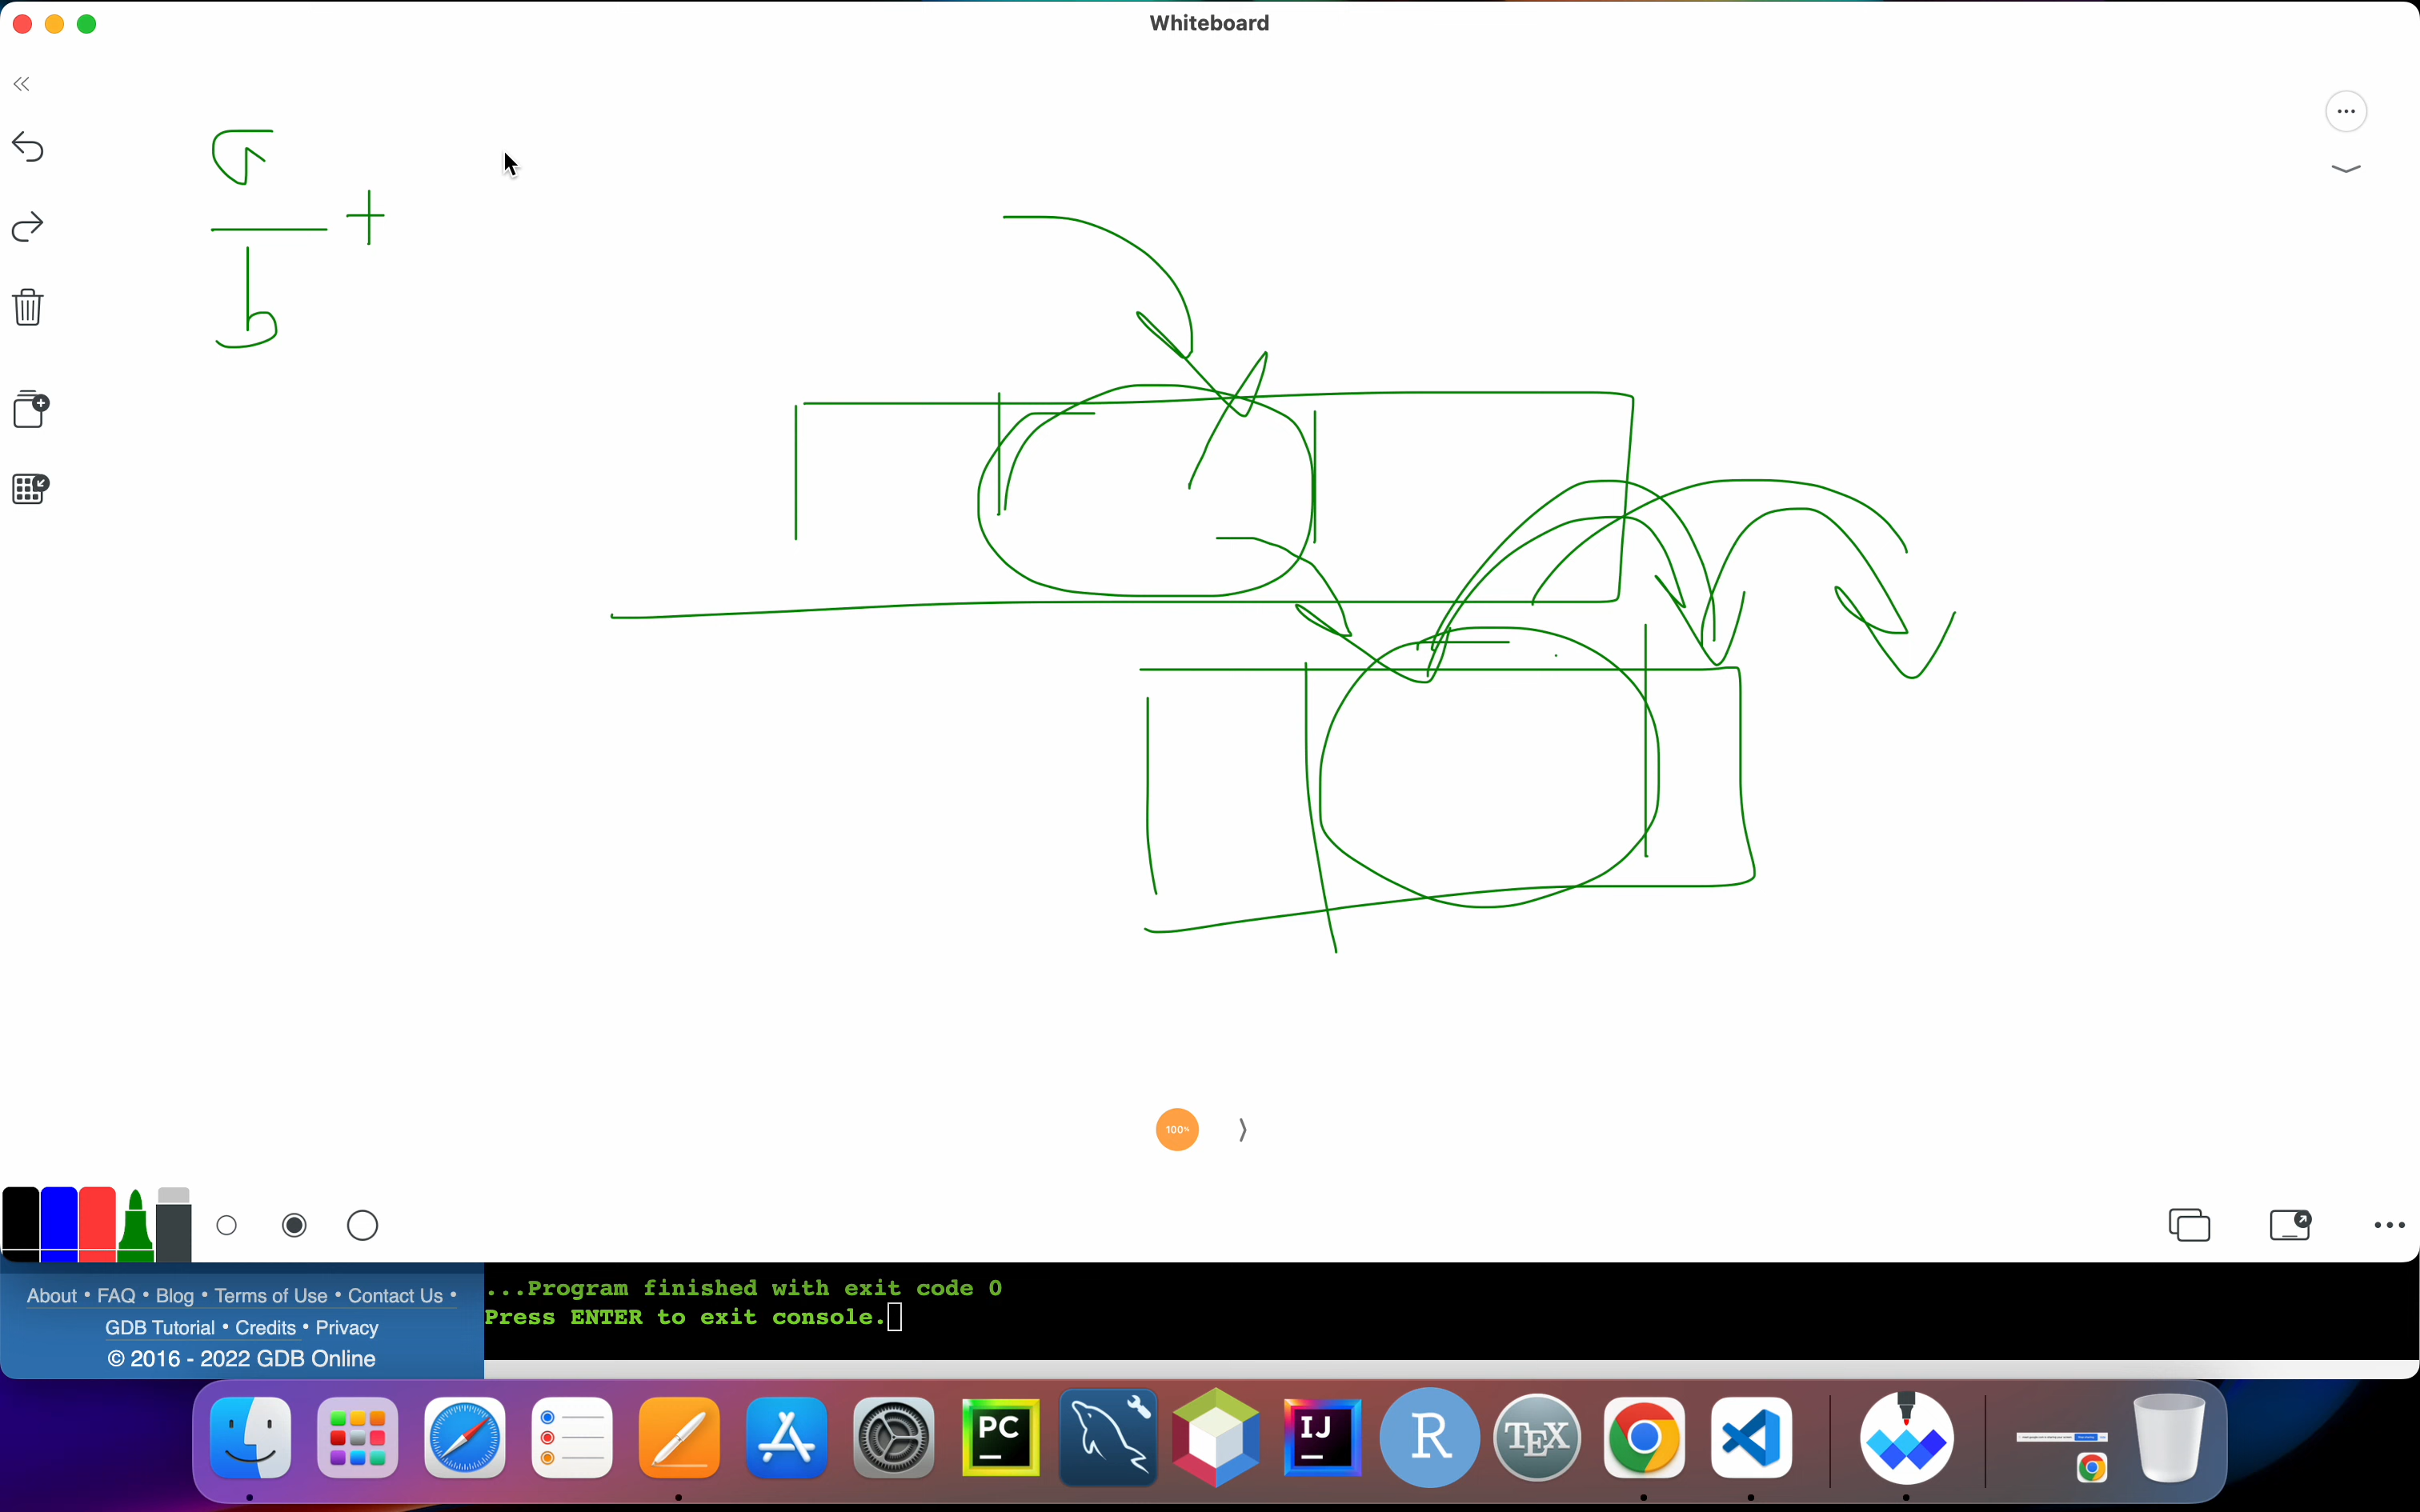 Whiteboard
a
+
b
100%
...Program finished with exit code 0
Press ENTER to exit console.
About • FAQ • Blog • Terms of Use • Contact Us •
GDB Tutorial • Credits • Privacy
© 2016 - 2022 GDB Online
PC
IJ
R
TEX